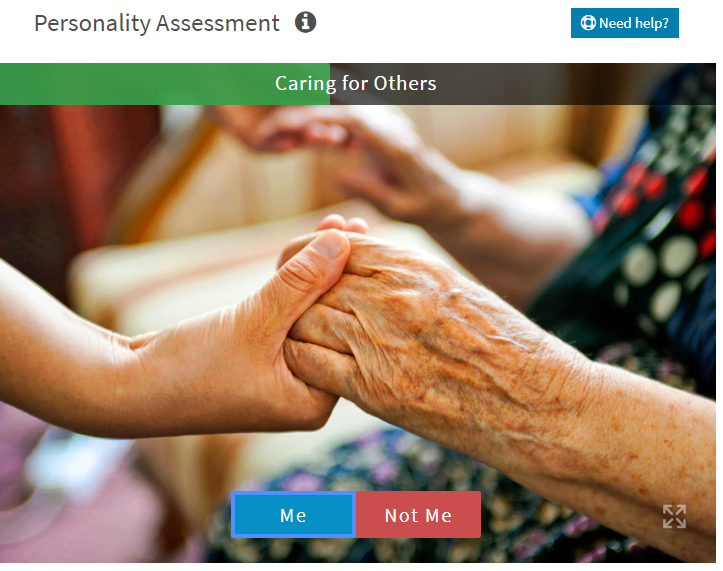 Personality Assessment
Need help?
Caring for Others
Me
Not Me